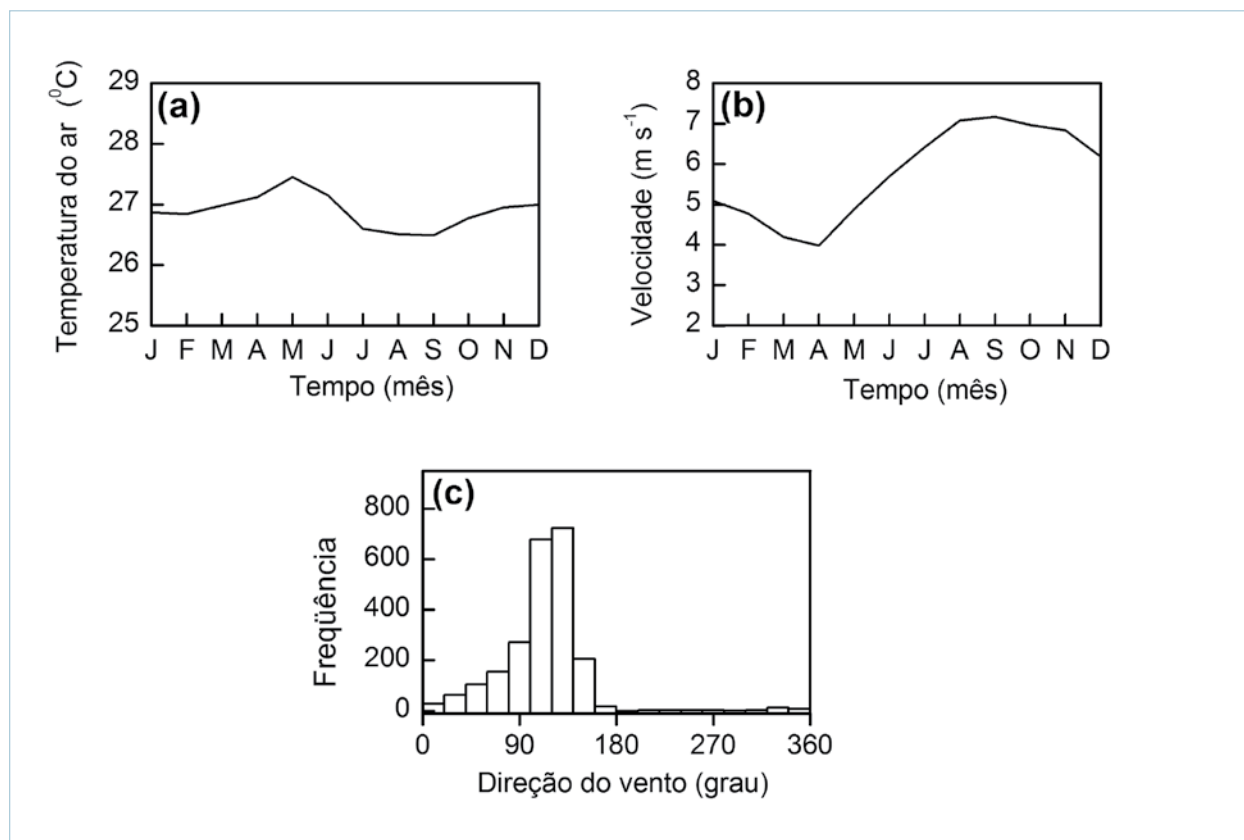 (a)
Temperatura do ar (⁰C)
29
28
27
26
25
J F M A M J J A S O N D
Tempo (mês)
(b)
Velocidade (m s⁻¹)
8
7
6
5
4
3
2
J F M A M J J A S O N D
Tempo (mês)
(c)
Freqüência
800
600
400
200
0
0 90 180 270 360
Direção do vento (grau)